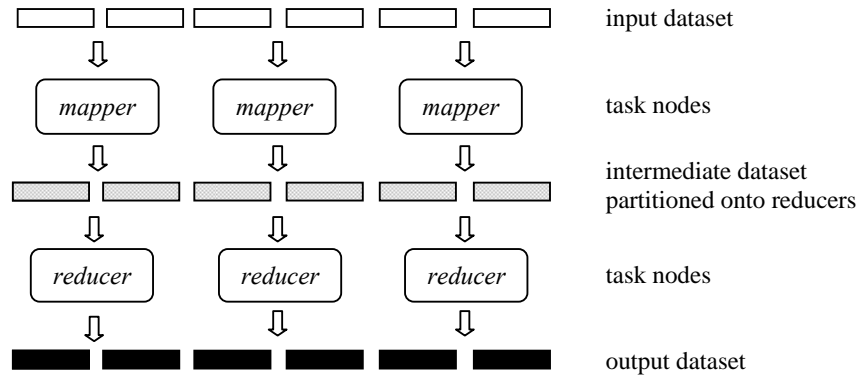 input dataset
mapper mapper mapper task nodes
intermediate dataset
partitioned onto reducers
reducer reducer reducer task nodes
output dataset